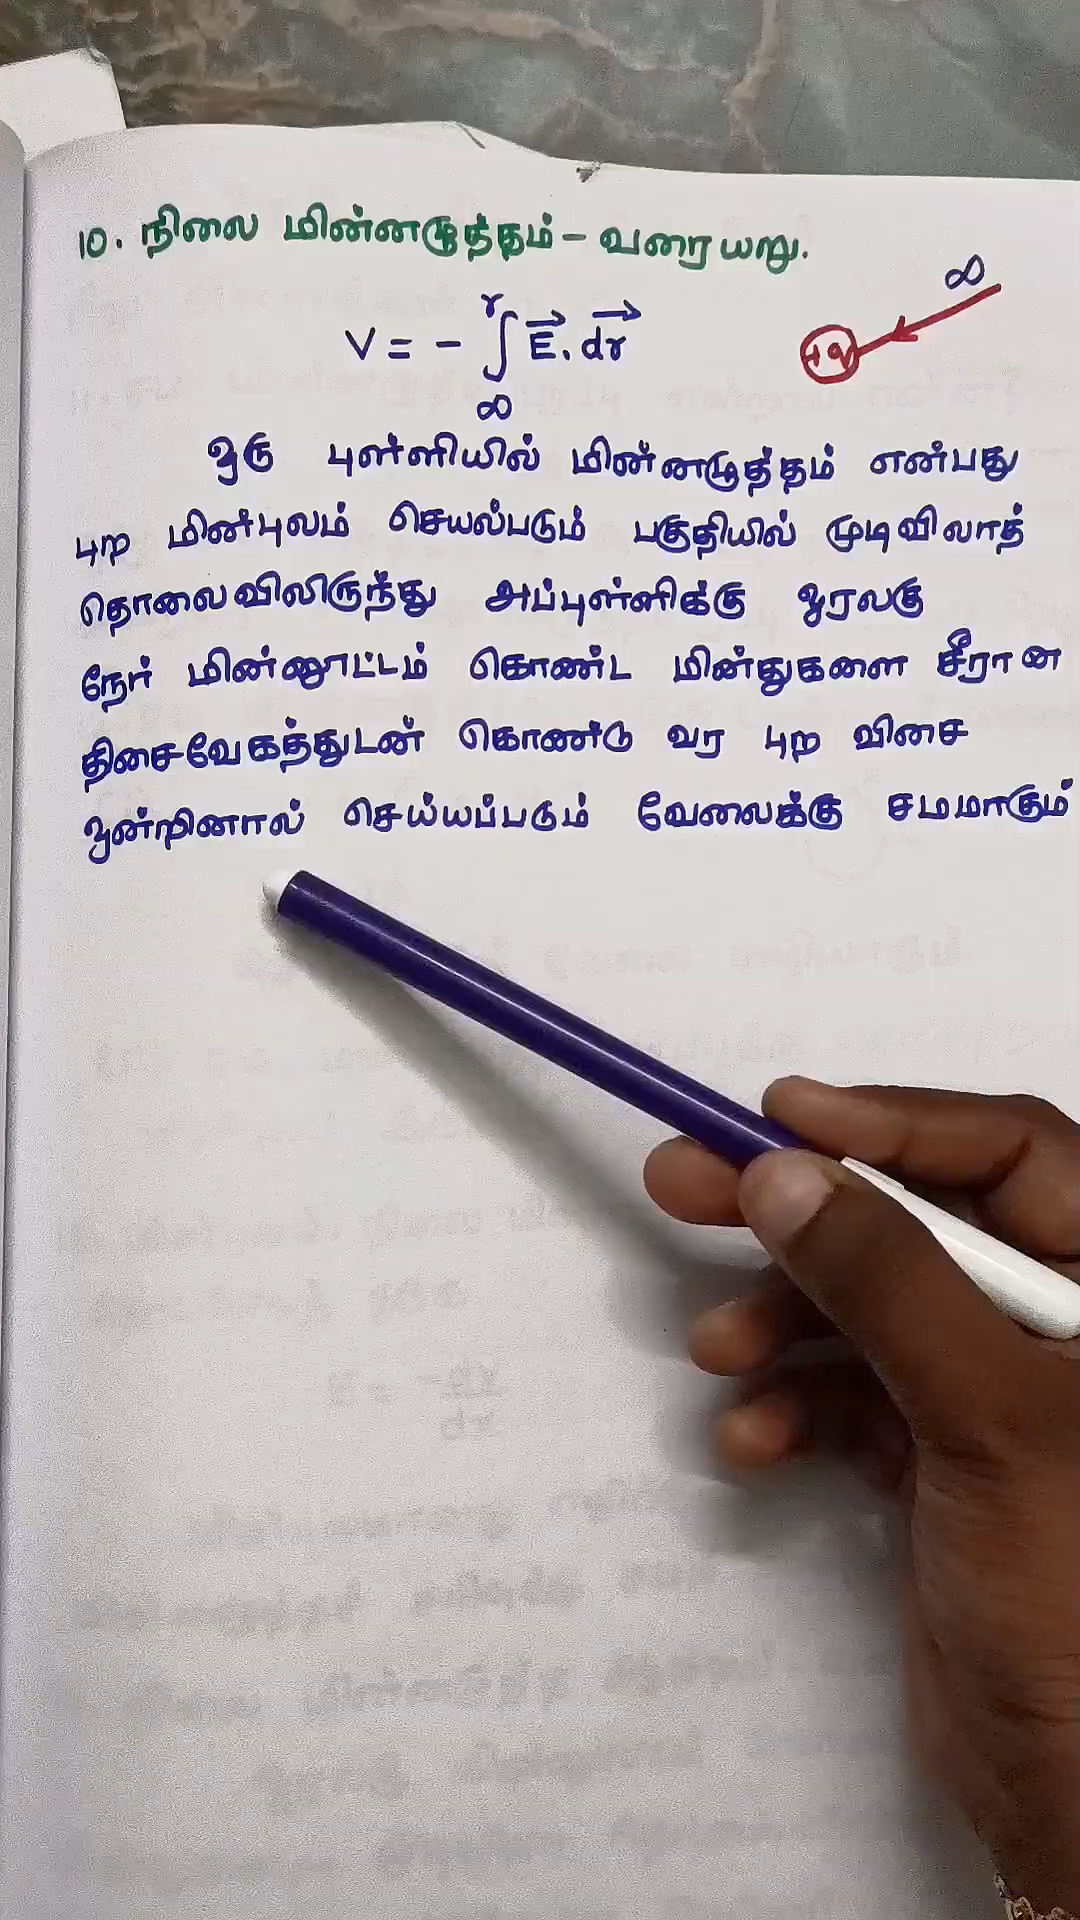 10. நிலை மின்னழுத்தம் - வரையறு.
∞
+q
V = - ∫ E⃗ . dr⃗
r
∞
ஒரு புள்ளியில் மின்னழுத்தம் என்பது
புற மின்புலம் செயல்படும் பகுதியில் முடிவிலாத்
தொலைவிலிருந்து அப்புள்ளிக்கு ஓரலகு
நேர் மின்னூட்டம் கொண்ட மின்துகளை சீரான
திசைவேகத்துடன் கொண்டு வர புற விசை
ஒன்றினால் செய்யப்படும் வேலைக்கு சமமாகும்